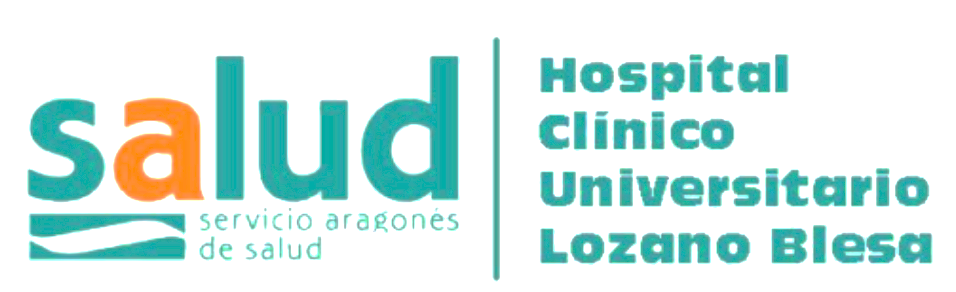 salud
servicio aragonés
de salud
Hospital
Clínico
Universitario
Lozano Blesa